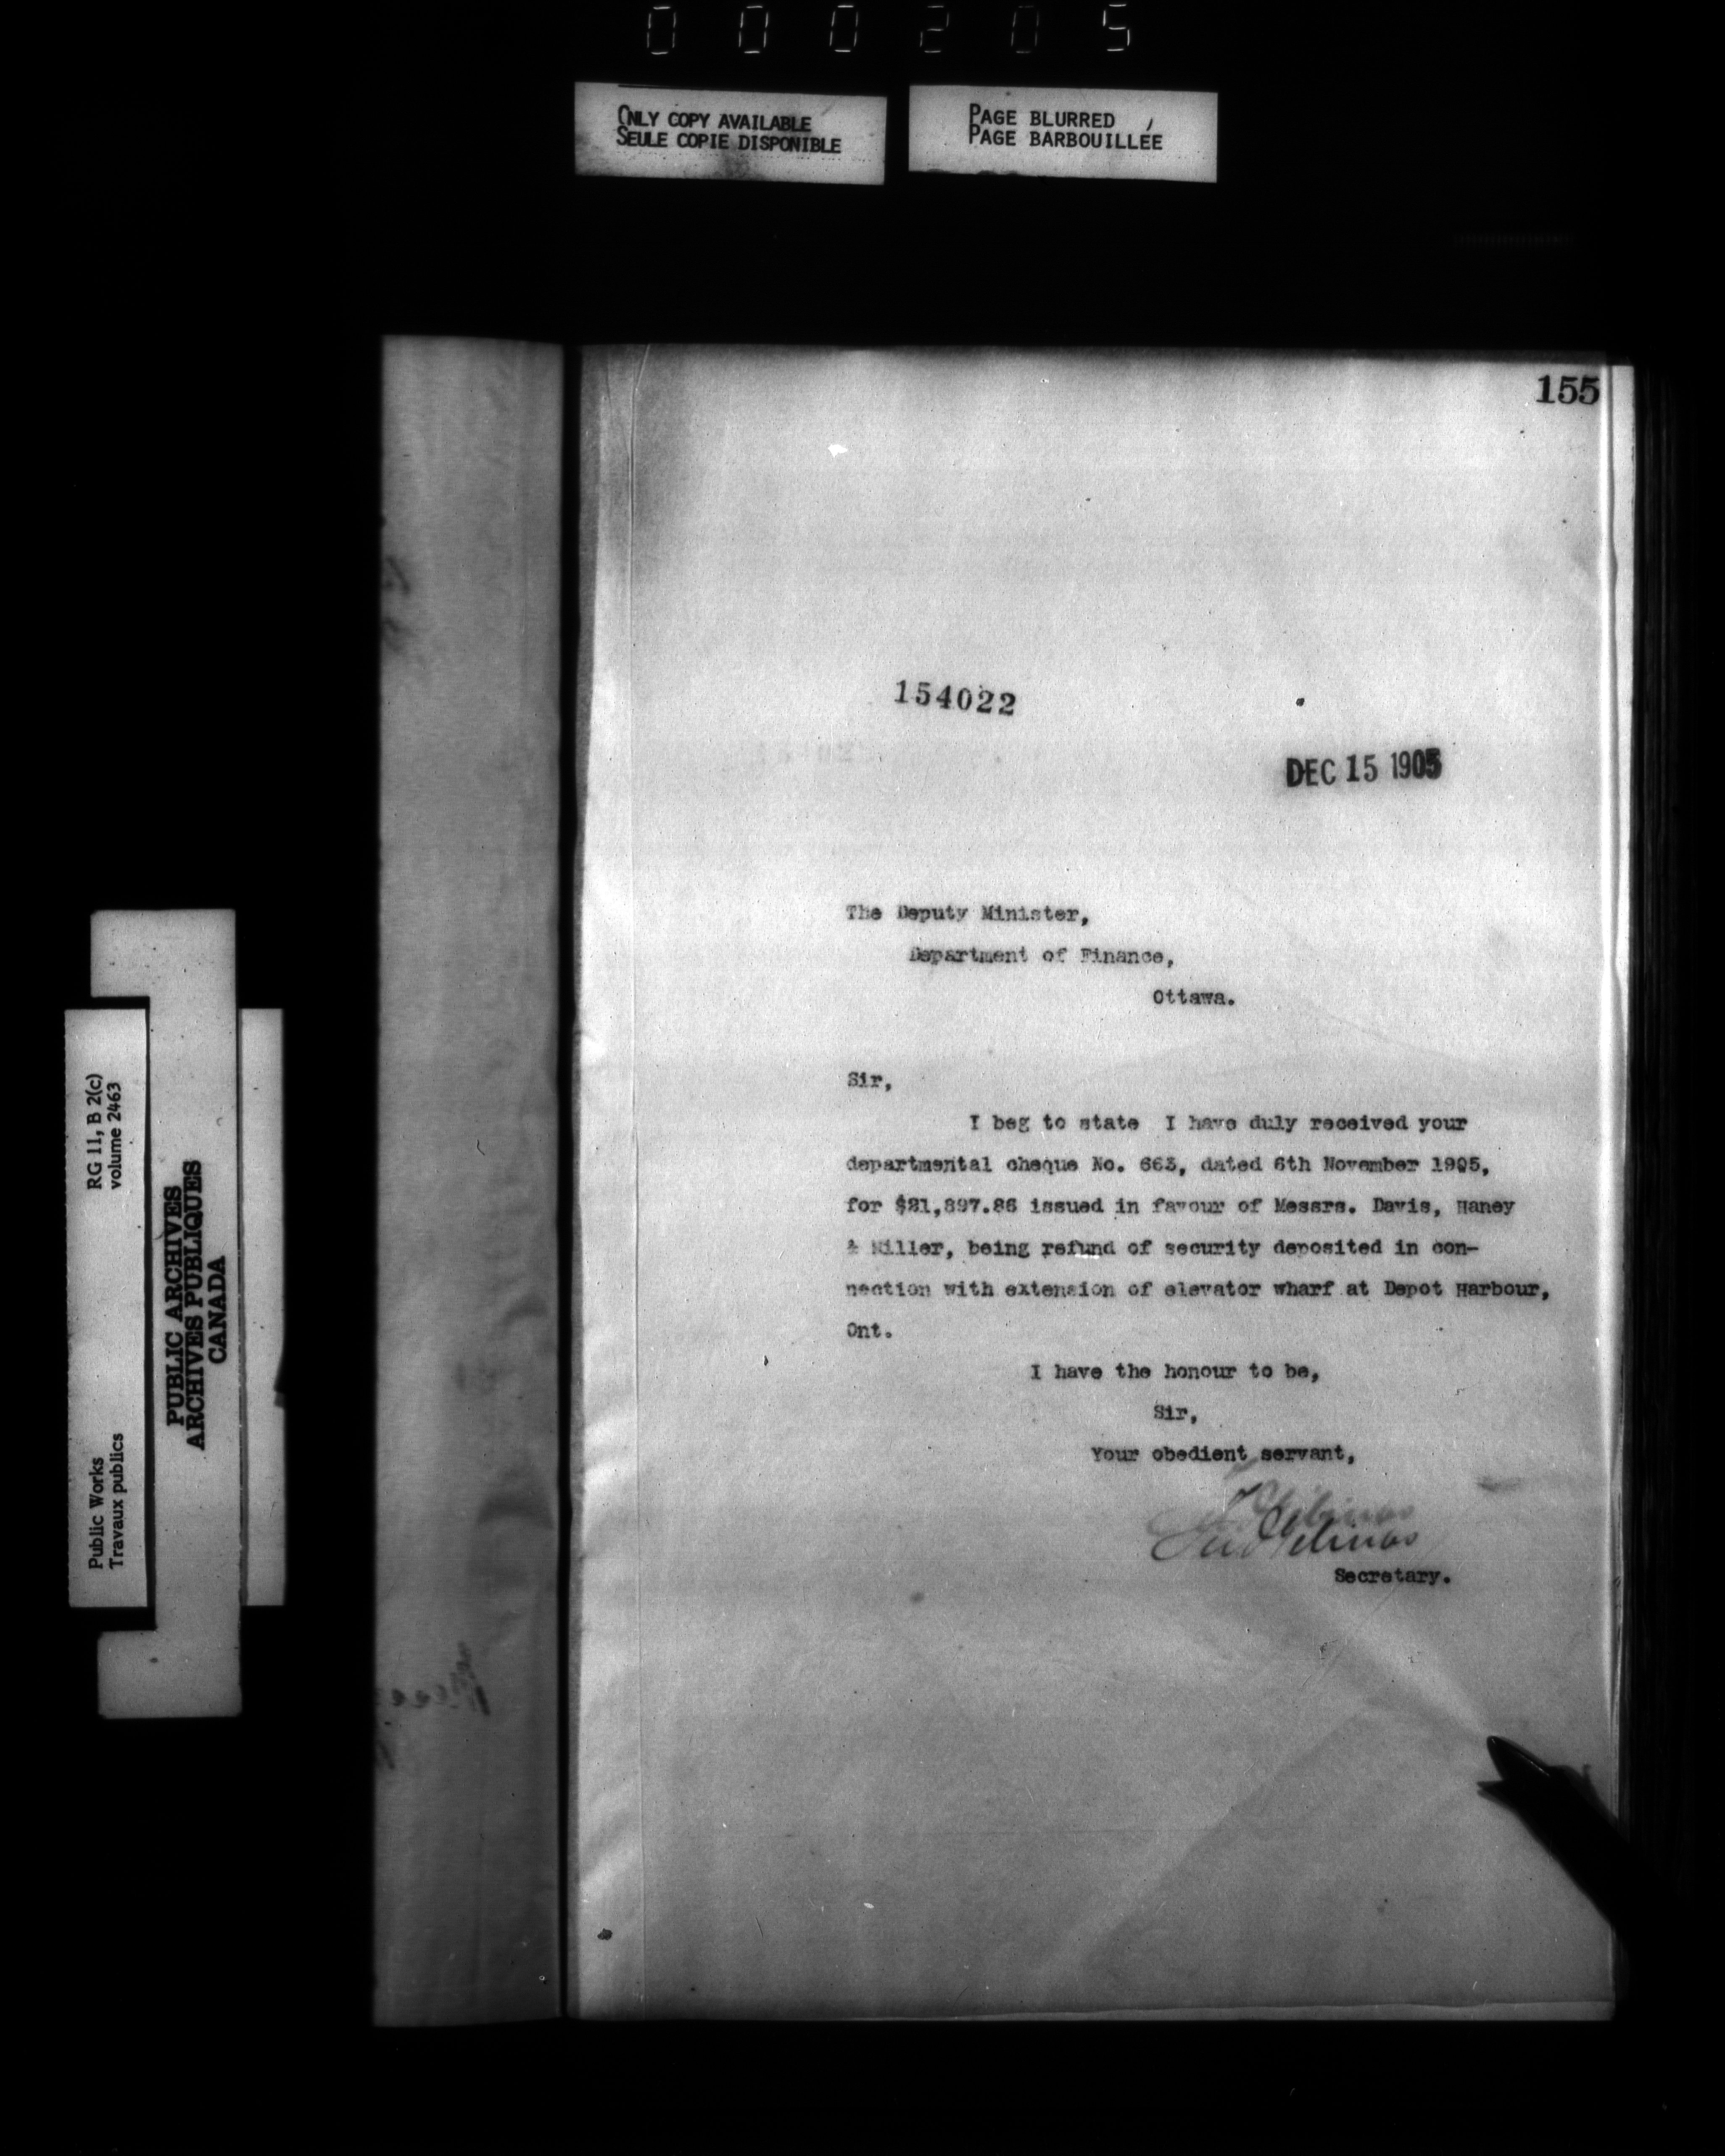 000205
ONLY COPY AVAILABLE
SEULE COPIE DISPONIBLE
PAGE BLURRED
PAGE BARBOUILLÉE
155
154022
DEC 15 1905
The Deputy Minister,
Department of Finance,
Ottawa.
Sir,
I beg to state I have duly received your
departmental cheque No. 663, dated 6th November 1905,
for $21,897.86 issued in favour of Messrs. Davis, Haney
& Miller, being refund of security deposited in con-
nection with extension of elevator wharf at Depot Harbour,
Ont.
I have the honour to be,
Sir,
Your obedient servant,
Gelinas
Secretary.
RG 11, B 2(c)
volume 2463
Public Works
Travaux publics
PUBLIC ARCHIVES
ARCHIVES PUBLIQUES
CANADA